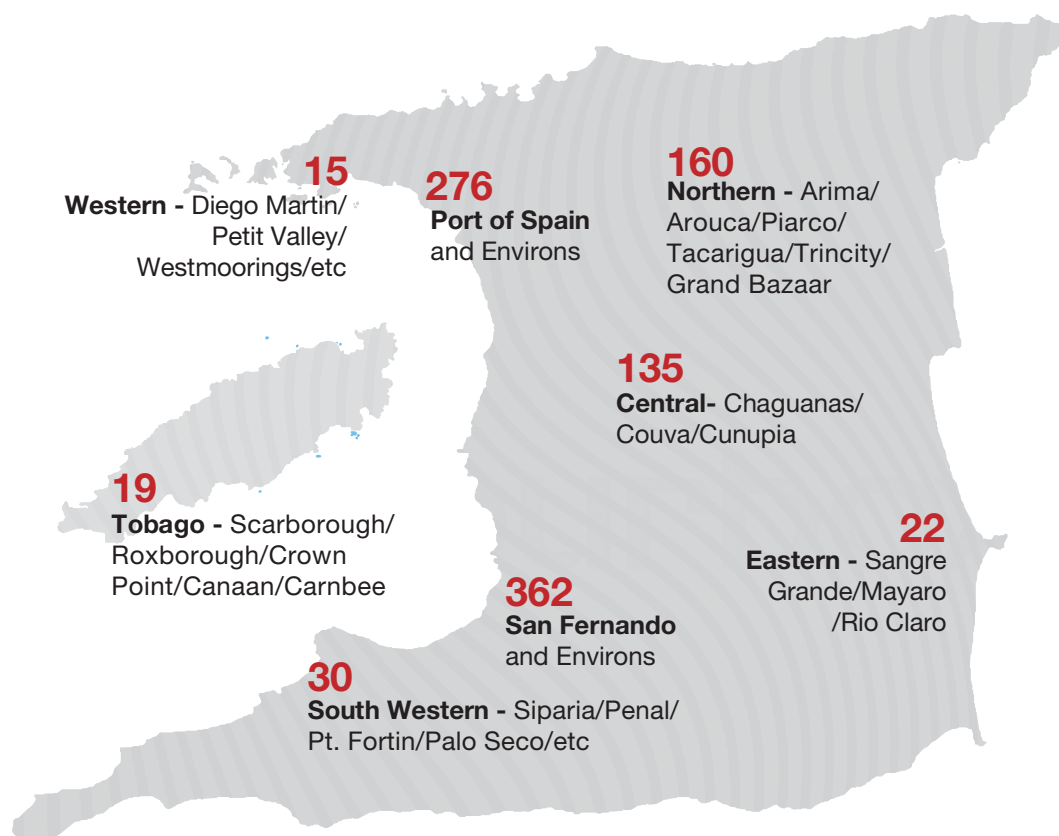 15
Western - Diego Martin/
Petit Valley/
Westmoorings/etc
276
Port of Spain
and Environs
160
Northern - Arima/
Arouca/Piarco/
Tacarigua/Trincity/
Grand Bazaar
135
Central- Chaguanas/
Couva/Cunupia
19
Tobago - Scarborough/
Roxborough/Crown
Point/Canaan/Carnbee
22
Eastern - Sangre
Grande/Mayaro
/Rio Claro
362
San Fernando
and Environs
30
South Western - Siparia/Penal/
Pt. Fortin/Palo Seco/etc